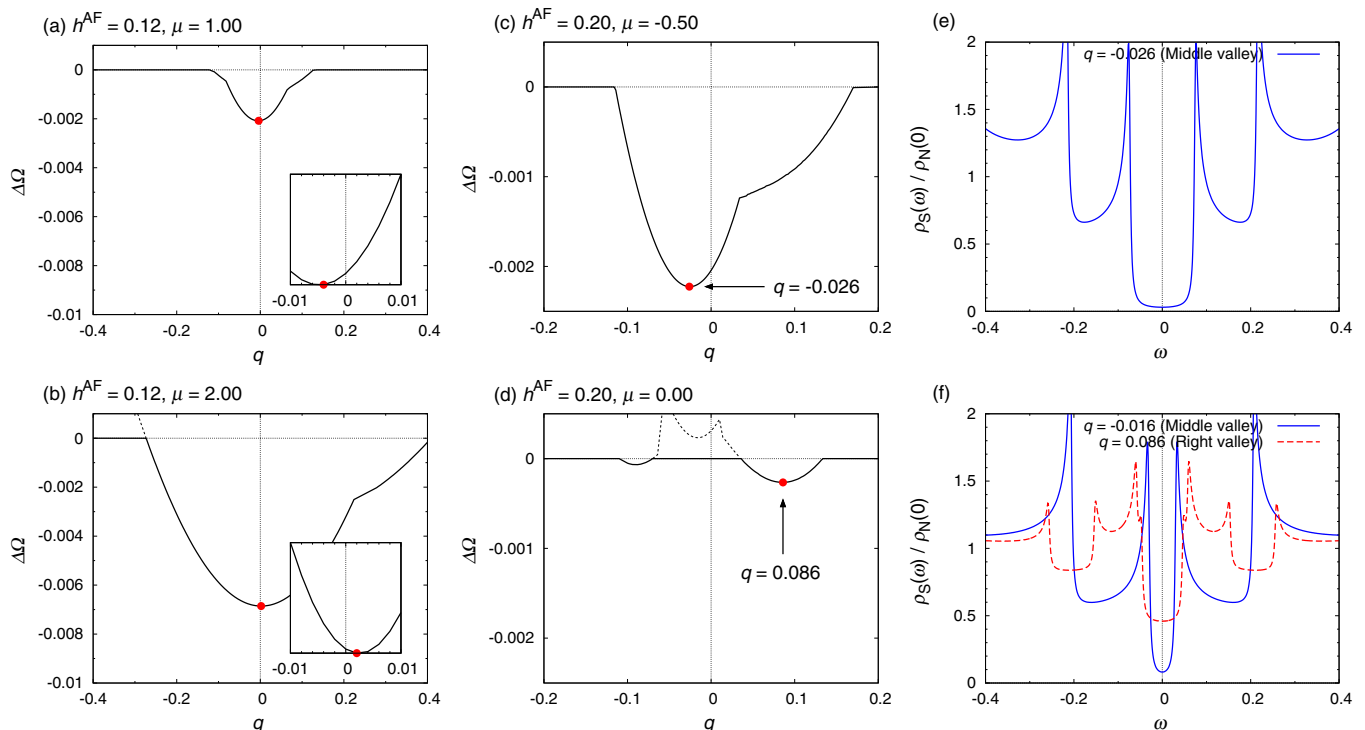 (a) h^AF = 0.12, μ = 1.00
0
-0.002
-0.004
-0.006
-0.008
-0.01
ΔΩ
-0.4
-0.2
0
0.2
0.4
q
-0.01
0
0.01
(b) h^AF = 0.12, μ = 2.00
0
-0.002
-0.004
-0.006
-0.008
-0.01
ΔΩ
-0.4
-0.2
0
0.2
0.4
q
-0.01
0
0.01
(c) h^AF = 0.20, μ = -0.50
0
-0.001
-0.002
ΔΩ
q = -0.026
-0.2
-0.1
0
0.1
0.2
q
(d) h^AF = 0.20, μ = 0.00
0
-0.001
-0.002
ΔΩ
q = 0.086
-0.2
-0.1
0
0.1
0.2
q
(e)
q = -0.026 (Middle valley)
2
1.5
1
0.5
0
ρS(ω) / ρN(0)
-0.4
-0.2
0
0.2
0.4
ω
(f)
q = -0.016 (Middle valley)
q = 0.086 (Right valley)
2
1.5
1
0.5
0
ρS(ω) / ρN(0)
-0.4
-0.2
0
0.2
0.4
ω